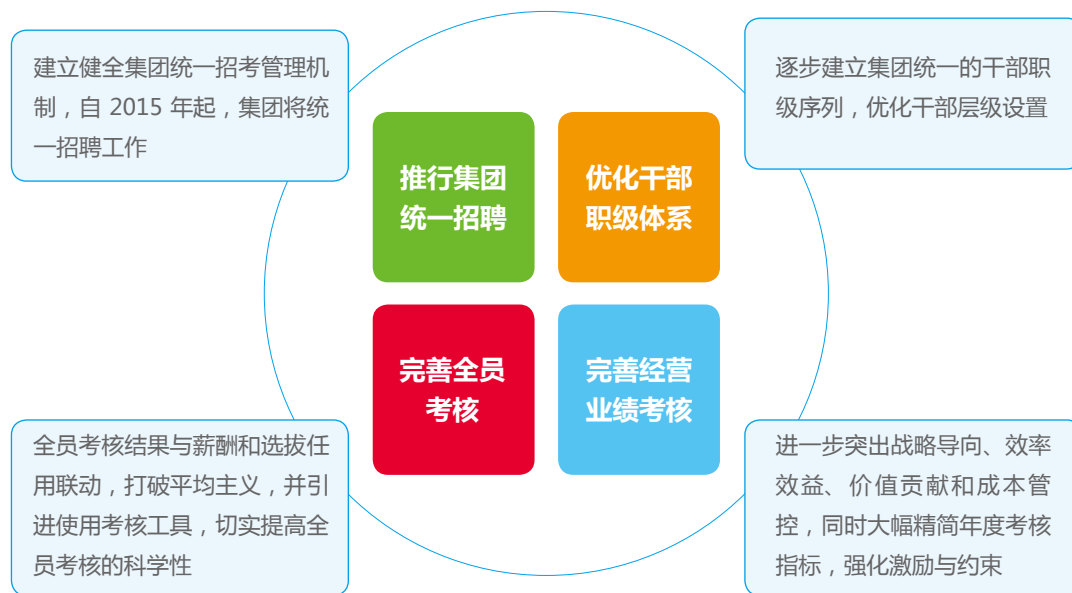 建立健全集团统一招考管理机
制，自 2015 年起，集团将统
一招聘工作
逐步建立集团统一的干部职
级序列，优化干部层级设置
推行集团
统一招聘
优化干部
职级体系
完善全员
考核
完善经营
业绩考核
全员考核结果与薪酬和选拔任
用联动，打破平均主义，并引
进使用考核工具，切实提高全
员考核的科学性
进一步突出战略导向、效率
效益、价值贡献和成本管
控，同时大幅精简年度考核
指标，强化激励与约束